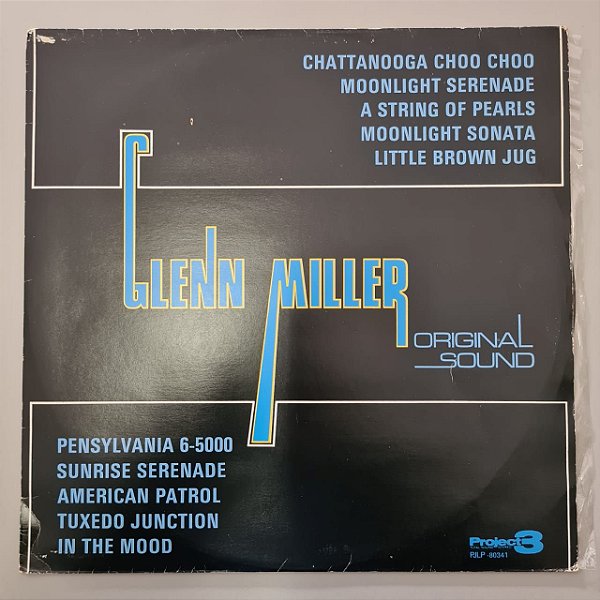 CHATTANOOGA CHOO CHOO
MOONLIGHT SERENADE
A STRING OF PEARLS
MOONLIGHT SONATA
LITTLE BROWN JUG
GLENN MILLER
ORIGINAL
SOUND
PENSYLVANIA 6-5000
SUNRISE SERENADE
AMERICAN PATROL
TUXEDO JUNCTION
IN THE MOOD
Project 3
PJLP 80341